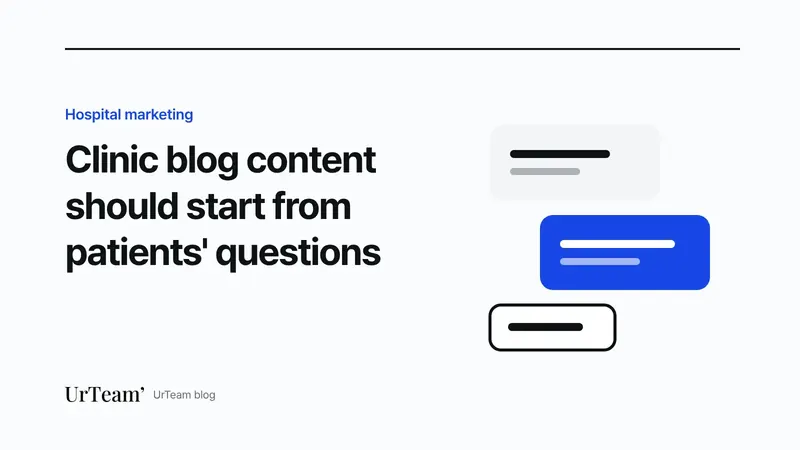 Hospital marketing
Clinic blog content
should start from
patients' questions
UrTeam’ UrTeam blog